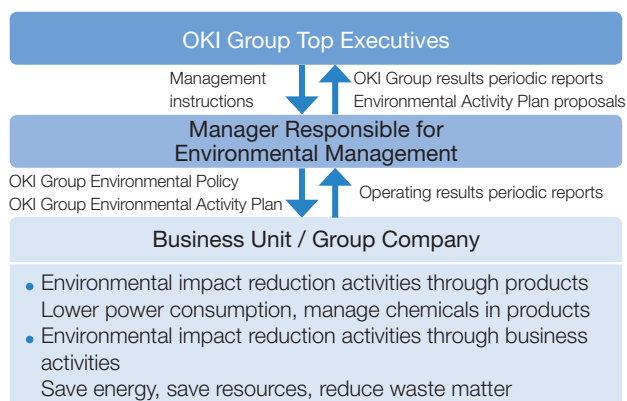 OKI Group Top Executives
Management
instructions
OKI Group results periodic reports
Environmental Activity Plan proposals
Manager Responsible for
Environmental Management
OKI Group Environmental Policy
OKI Group Environmental Activity Plan
Operating results periodic reports
Business Unit / Group Company
• Environmental impact reduction activities through products
Lower power consumption, manage chemicals in products
• Environmental impact reduction activities through business
activities
Save energy, save resources, reduce waste matter